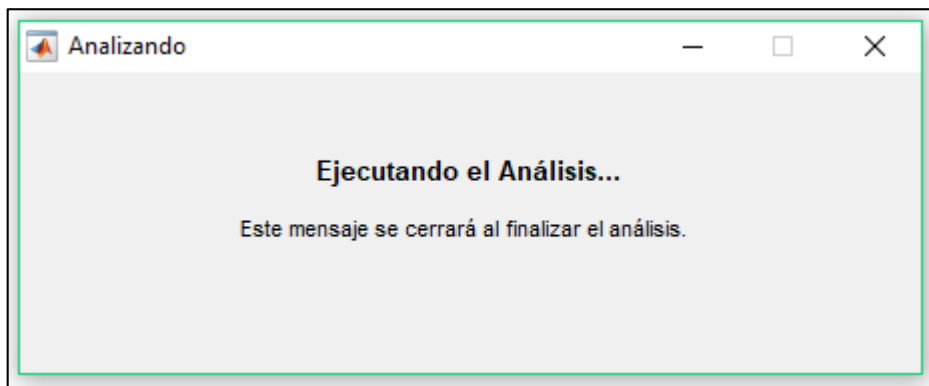 Analizando
Ejecutando el Análisis...
Este mensaje se cerrará al finalizar el análisis.